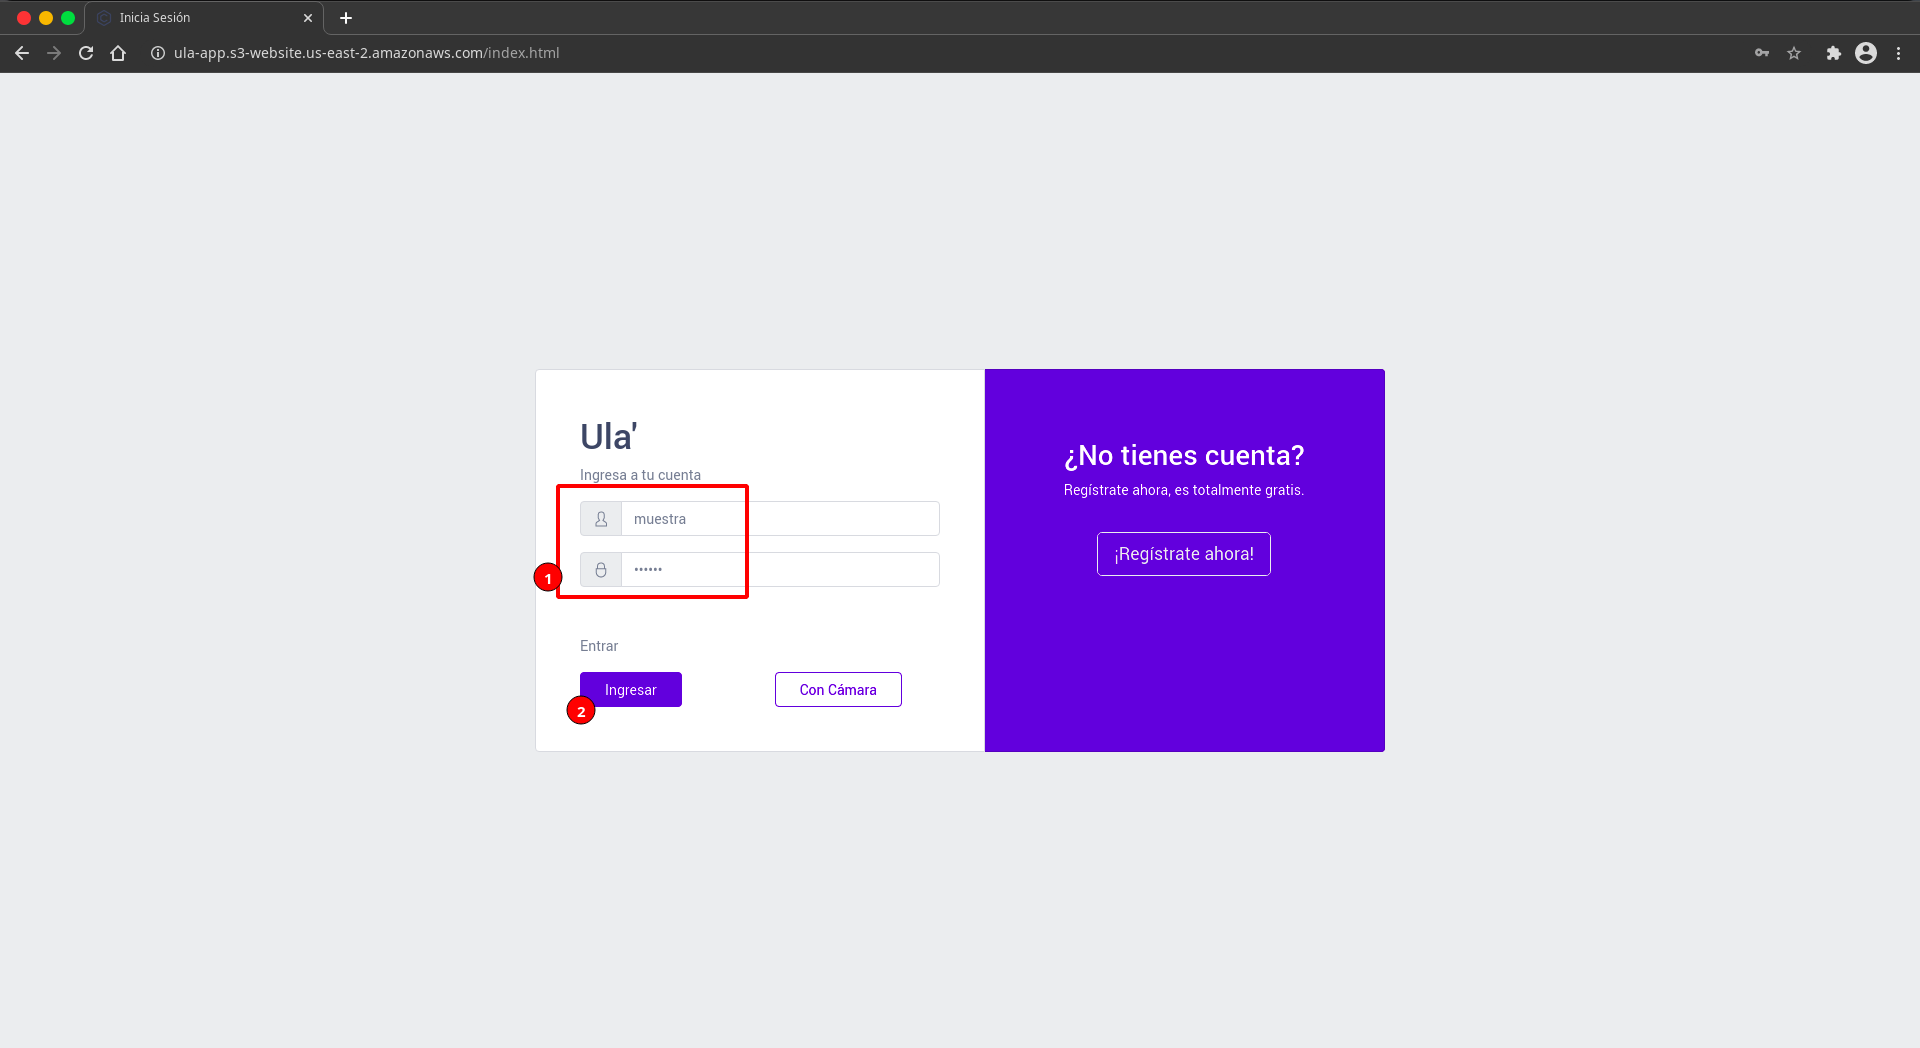 Inicia Sesión
ula-app.s3-website.us-east-2.amazonaws.com/index.html
Ula'
Ingresa a tu cuenta
muestra
••••••
1
Entrar
Ingresar
Con Cámara
2
¿No tienes cuenta?
Regístrate ahora, es totalmente gratis.
¡Regístrate ahora!